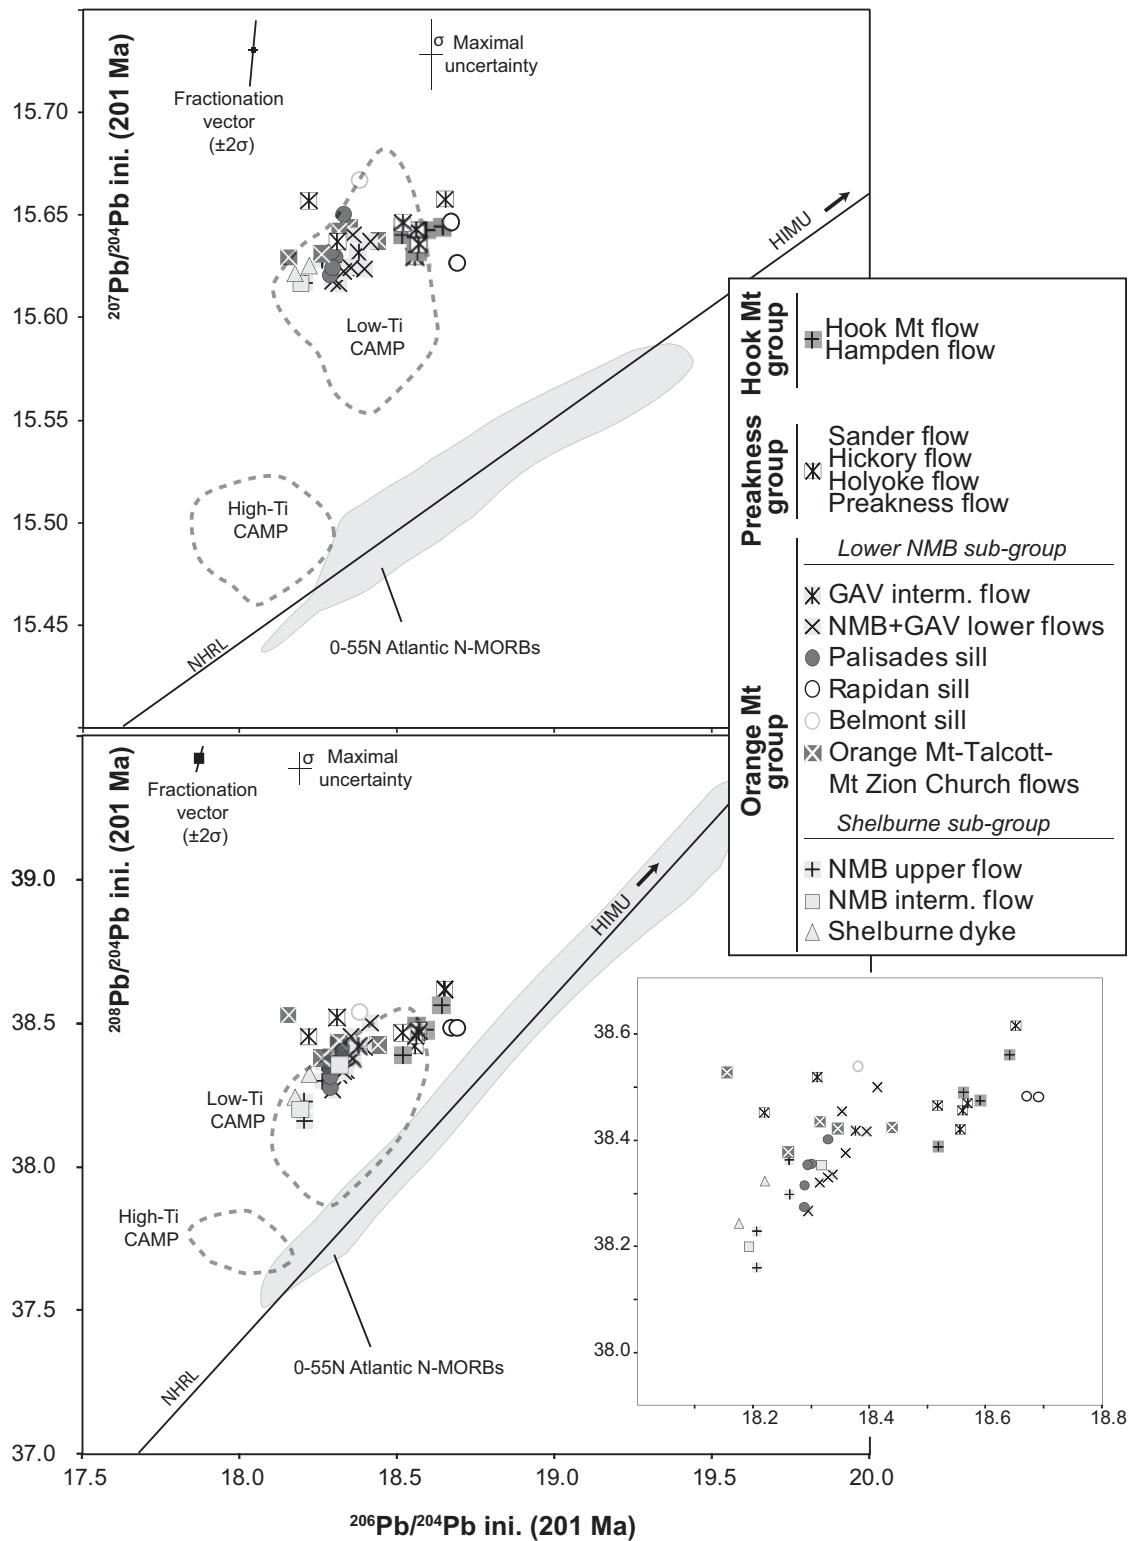 207Pb/204Pb ini. (201 Ma)
15.70
15.65
15.60
15.55
15.50
15.45
Fractionation
vector
(±2σ)
σ Maximal
uncertainty
HIMU
Low-Ti
CAMP
High-Ti
CAMP
NHRL
0-55N Atlantic N-MORBs
Hook Mt
group
Hook Mt flow
Hampden flow
Preakness
group
Sander flow
Hickory flow
Holyoke flow
Preakness flow
Orange Mt
group
Lower NMB sub-group
GAV interm. flow
NMB+GAV lower flows
Palisades sill
Rapidan sill
Belmont sill
Orange Mt-Talcott-
Mt Zion Church flows
Shelburne sub-group
NMB upper flow
NMB interm. flow
Shelburne dyke
208Pb/204Pb ini. (201 Ma)
39.0
38.5
38.0
37.5
37.0
Fractionation
vector
(±2σ)
σ Maximal
uncertainty
HIMU
Low-Ti
CAMP
High-Ti
CAMP
NHRL
0-55N Atlantic N-MORBs
38.6
38.4
38.2
38.0
18.2 18.4 18.6 18.8
17.5 18.0 18.5 19.0 19.5 20.0
206Pb/204Pb ini. (201 Ma)